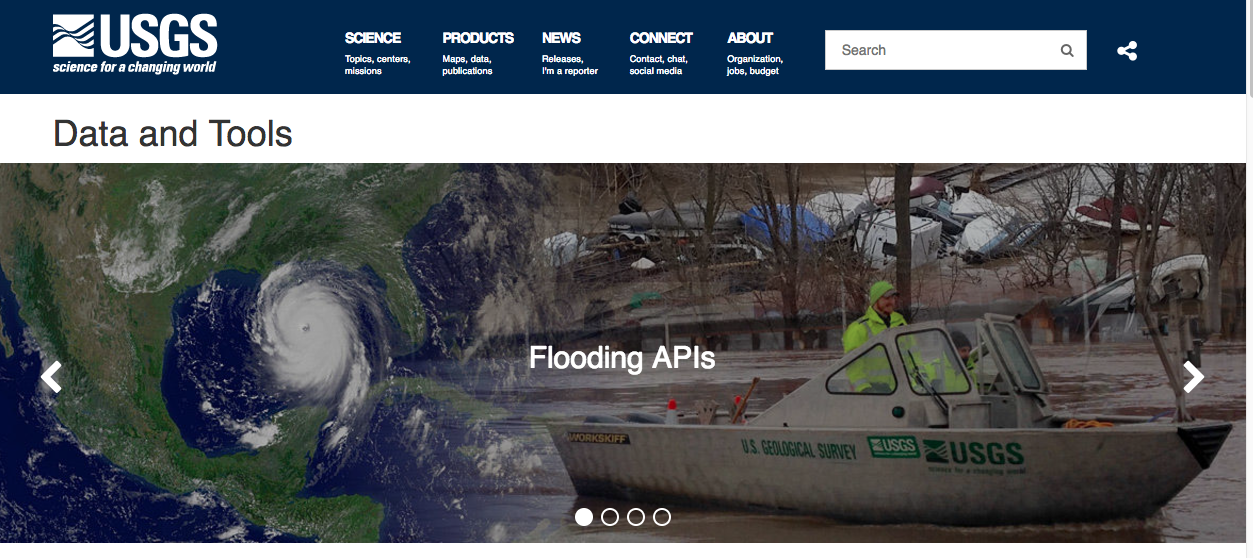 USGS
science for a changing world
SCIENCE
Topics, centers,
missions
PRODUCTS
Maps, data,
publications
NEWS
Releases,
I'm a reporter
CONNECT
Contact, chat,
social media
ABOUT
Organization,
jobs, budget
Search
Data and Tools
Flooding APIs
WORKSKIFF
U.S. GEOLOGICAL SURVEY
USGS
USGS
science for a changing world